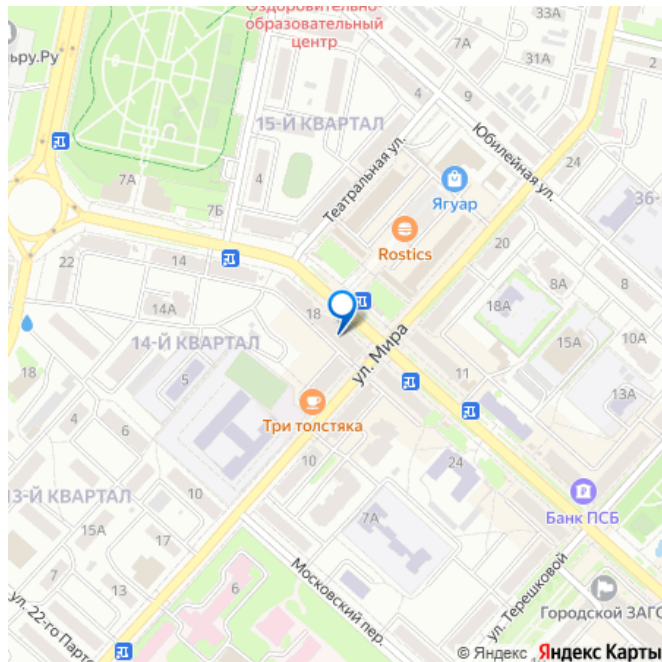 Оздоровительно-
образовательный
центр
33А
7А
31А
2
ьру.Ру
4
9
15-Й КВАРТАЛ
Юбилейная ул.
24
7А
4
Театральная ул.
Ягуар
36-
7Б
Rostics
20
22
14
8А
8
18А
14А
18
10А
14-Й КВАРТАЛ
ул. Мира
15А
18
5
11
13А
Три толстяка
4
6
10
24
13-Й КВАРТАЛ
10
Банк ПСБ
15А
7А
7
13
17
6
Московский пер.
ул. Терешковой
Городской ЗАГС
ул. 22-го Партс
© Яндекс Яндекс Карты